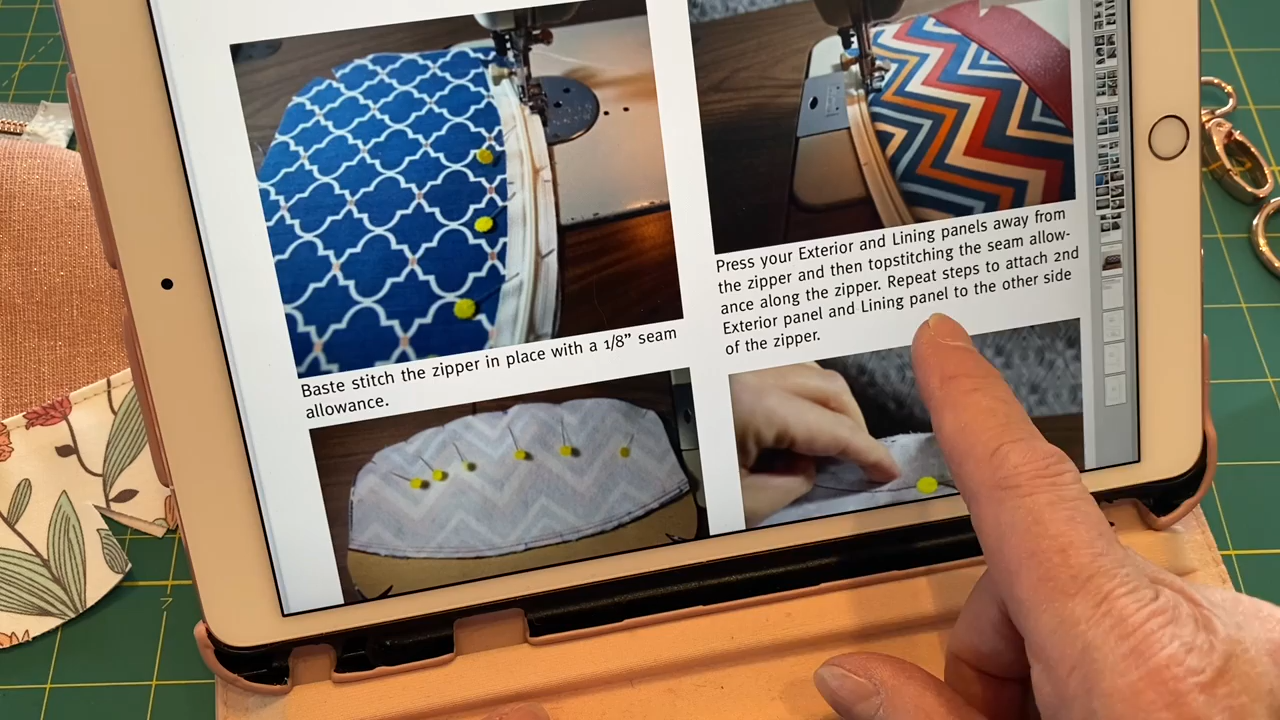 Baste stitch the zipper in place with a 1/8” seam
allowance.
Press your Exterior and Lining panels away from
the zipper and then topstitching the seam allow-
ance along the zipper. Repeat steps to attach 2nd
Exterior panel and Lining panel to the other side
of the zipper.
7